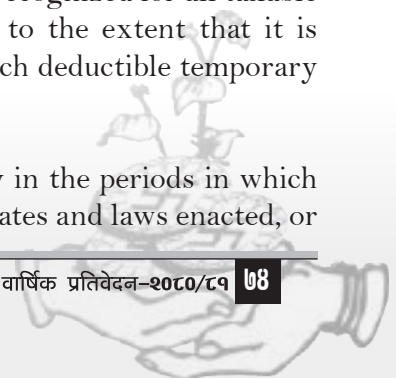 to the extent that it is
ch deductible temporary
in the periods in which
ates and laws enacted, or
वार्षिक प्रतिवेदन-२०८०/८१ ७४